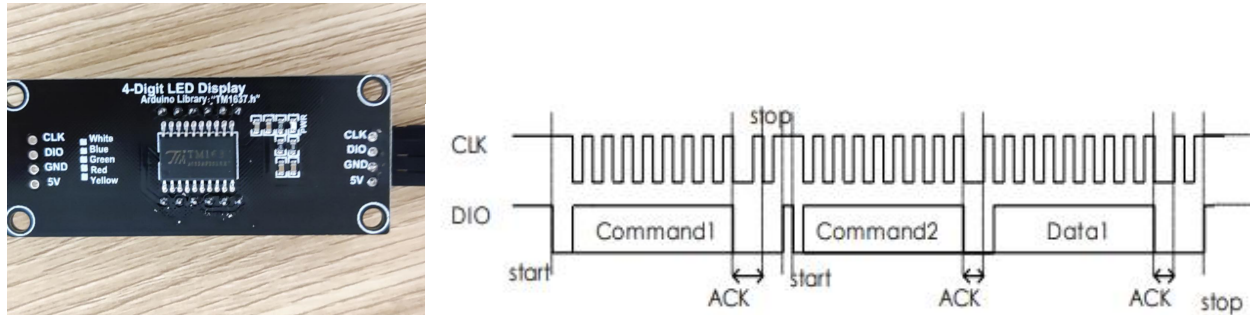 4-Digit LED Display
Arduino Library "TM1637.h"
PWR
CLK
DIO
GND
5V
White
Blue
Green
Red
Yellow
CLK
DIO
GND
5V
stop
CLK
DIO
Command1
Command2
Data1
start
start
ACK
ACK
ACK
stop